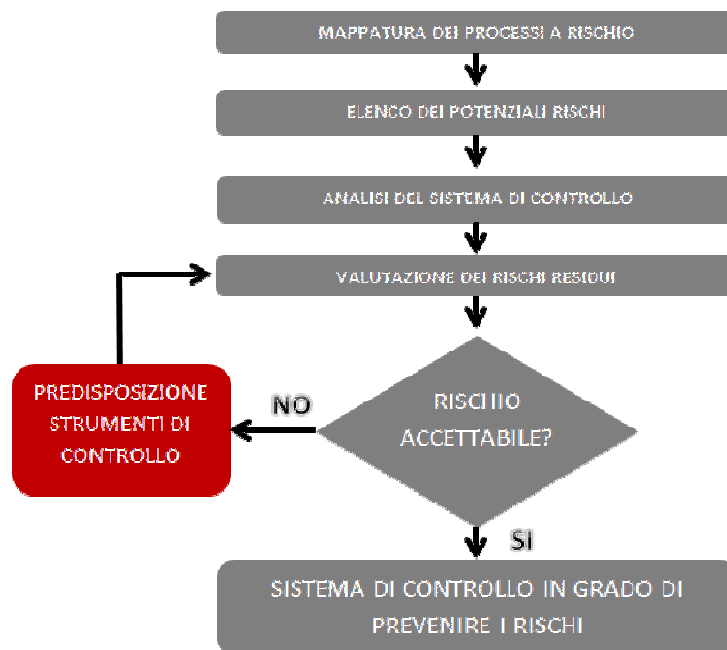 MAPPATURA DEI PROCESSI A RISCHIO
ELENCO DEI POTENZIALI RISCHI
ANALISI DEL SISTEMA DI CONTROLLO
VALUTAZIONE DEI RISCHI RESIDUI
PREDISPOSIZIONE
STRUMENTI DI
CONTROLLO
NO
RISCHIO
ACCETTABILE?
SI
SISTEMA DI CONTROLLO IN GRADO DI
PREVENIRE I RISCHI